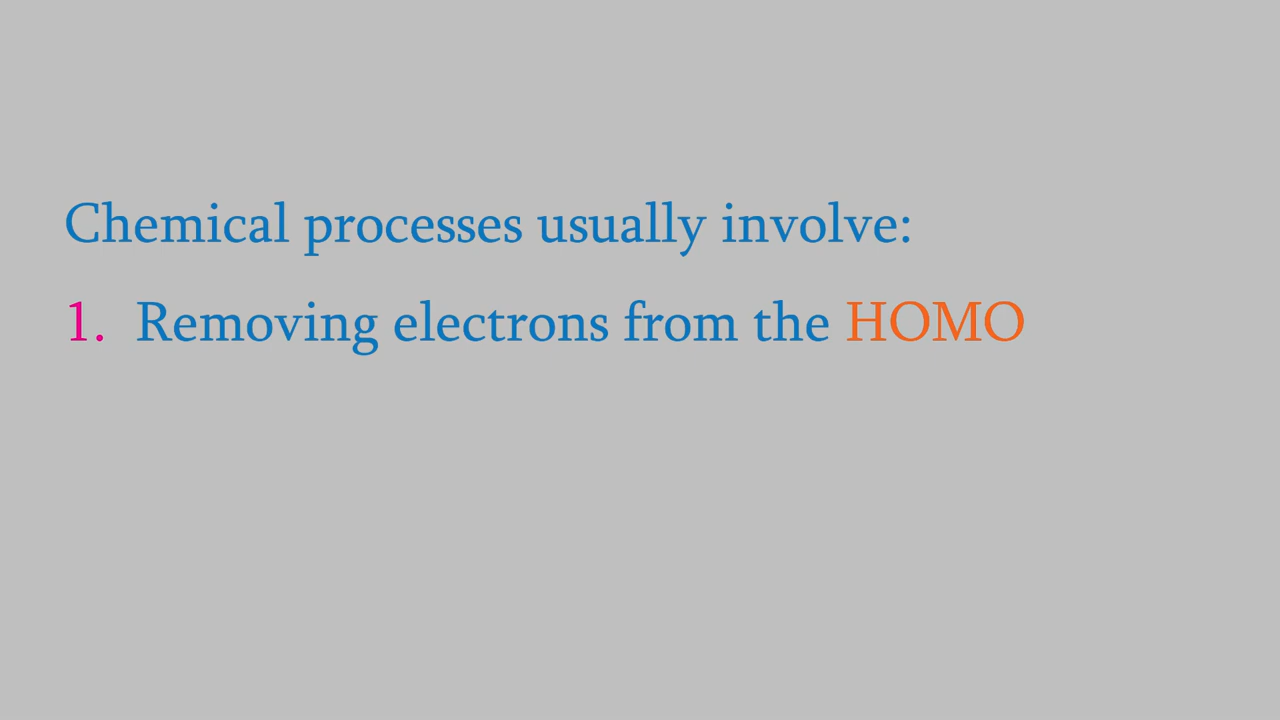 Chemical processes usually involve:
1. Removing electrons from the HOMO